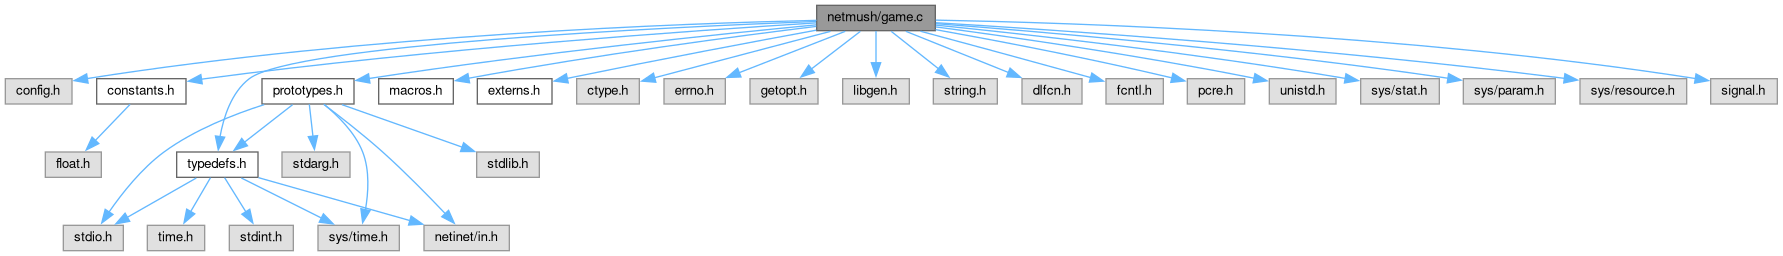 netmush/game.c
config.h
constants.h
prototypes.h
macros.h
externs.h
ctype.h
errno.h
getopt.h
libgen.h
string.h
dlfcn.h
fcntl.h
pcre.h
unistd.h
sys/stat.h
sys/param.h
sys/resource.h
signal.h
float.h
typedefs.h
stdarg.h
stdlib.h
stdio.h
time.h
stdint.h
sys/time.h
netinet/in.h